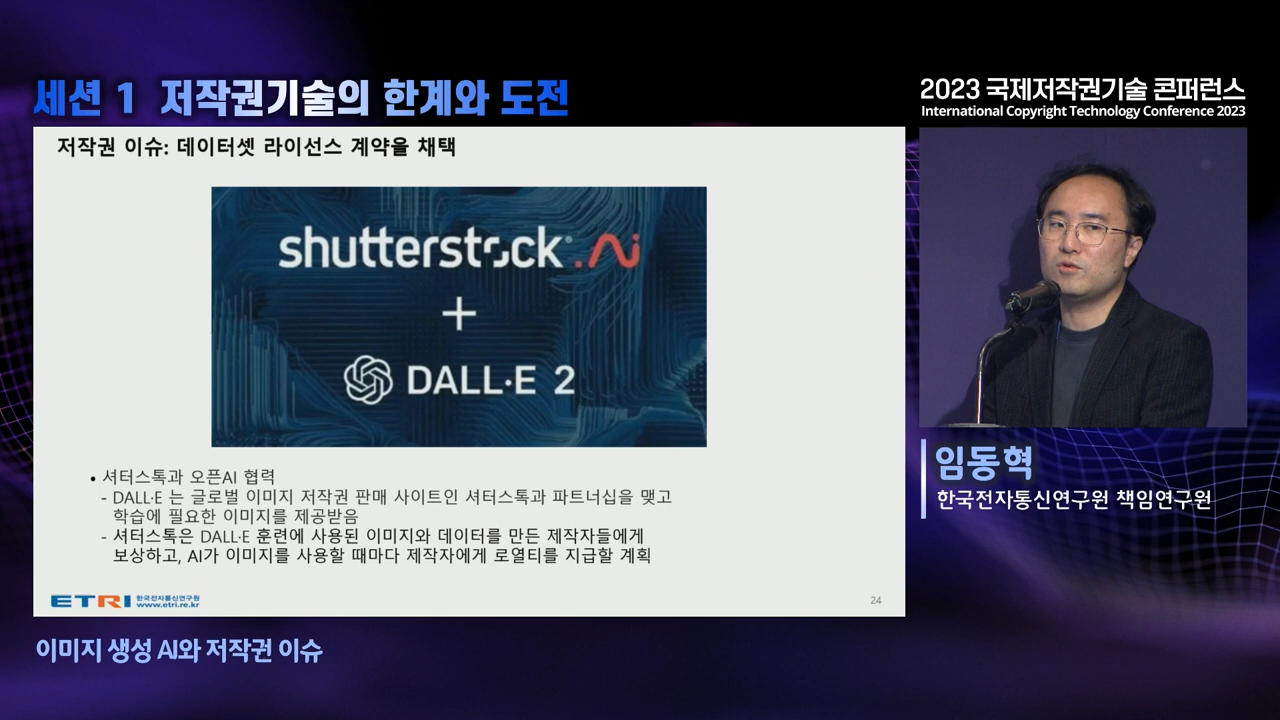 세션 1 저작권기술의 한계와 도전
2023 국제저작권기술 콘퍼런스
International Copyright Technology Conference 2023
저작권 이슈: 데이터셋 라이선스 계약을 채택
shutterstock.Ai
+
DALL·E 2
• 셔터스톡과 오픈AI 협력
- DALL·E 는 글로벌 이미지 저작권 판매 사이트인 셔터스톡과 파트너십을 맺고
학습에 필요한 이미지를 제공받음
- 셔터스톡은 DALL·E 훈련에 사용된 이미지와 데이터를 만든 제작자들에게
보상하고, AI가 이미지를 사용할 때마다 제작자에게 로열티를 지급할 계획
ETRI 한국전자통신연구원
www.etri.re.kr
24
임동혁
한국전자통신연구원 책임연구원
이미지 생성 AI와 저작권 이슈